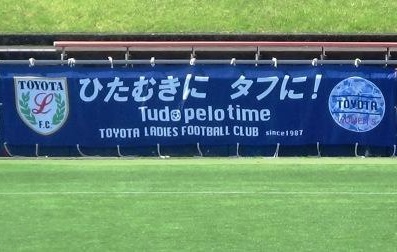 TOYOTA
L
F.C.
ひたむきに タフに!
Tudo pelo time
TOYOTA LADIES FOOTBALL CLUB since1987
TOYOTA